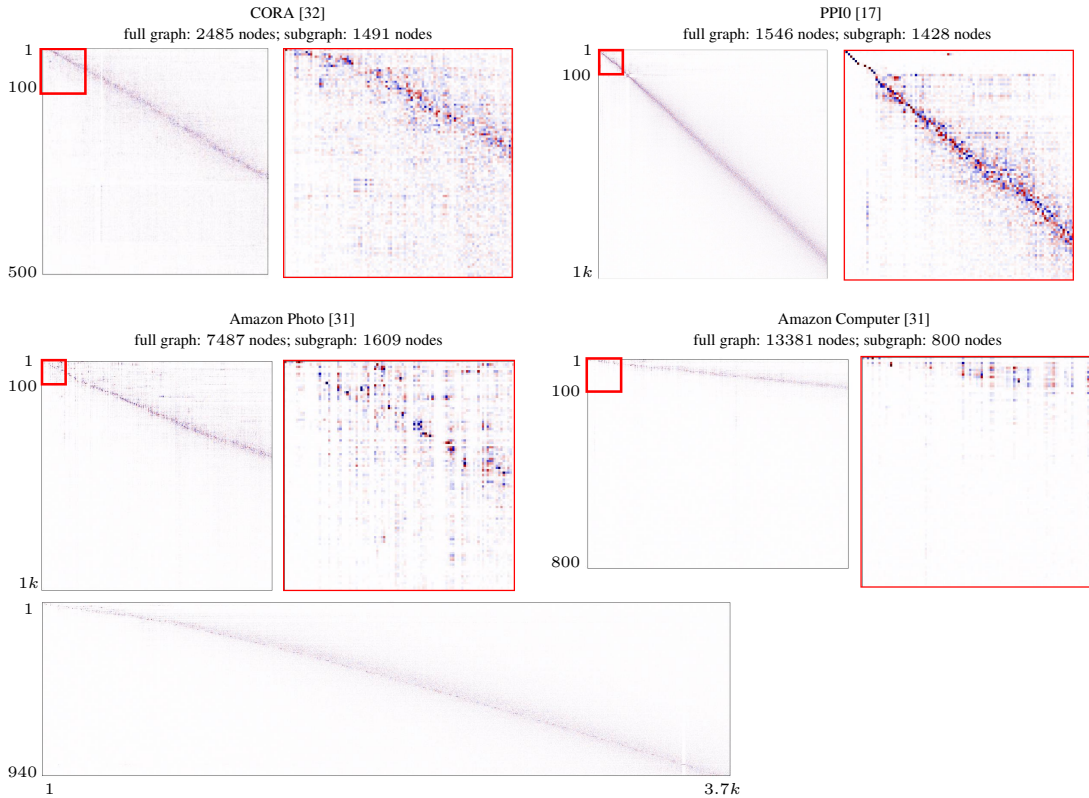 CORA [32]
full graph: 2485 nodes; subgraph: 1491 nodes
1
100
500
PPI0 [17]
full graph: 1546 nodes; subgraph: 1428 nodes
1
100
1k
Amazon Photo [31]
full graph: 7487 nodes; subgraph: 1609 nodes
1
100
1k
Amazon Computer [31]
full graph: 13381 nodes; subgraph: 800 nodes
1
100
800
1
940
1
3.7k